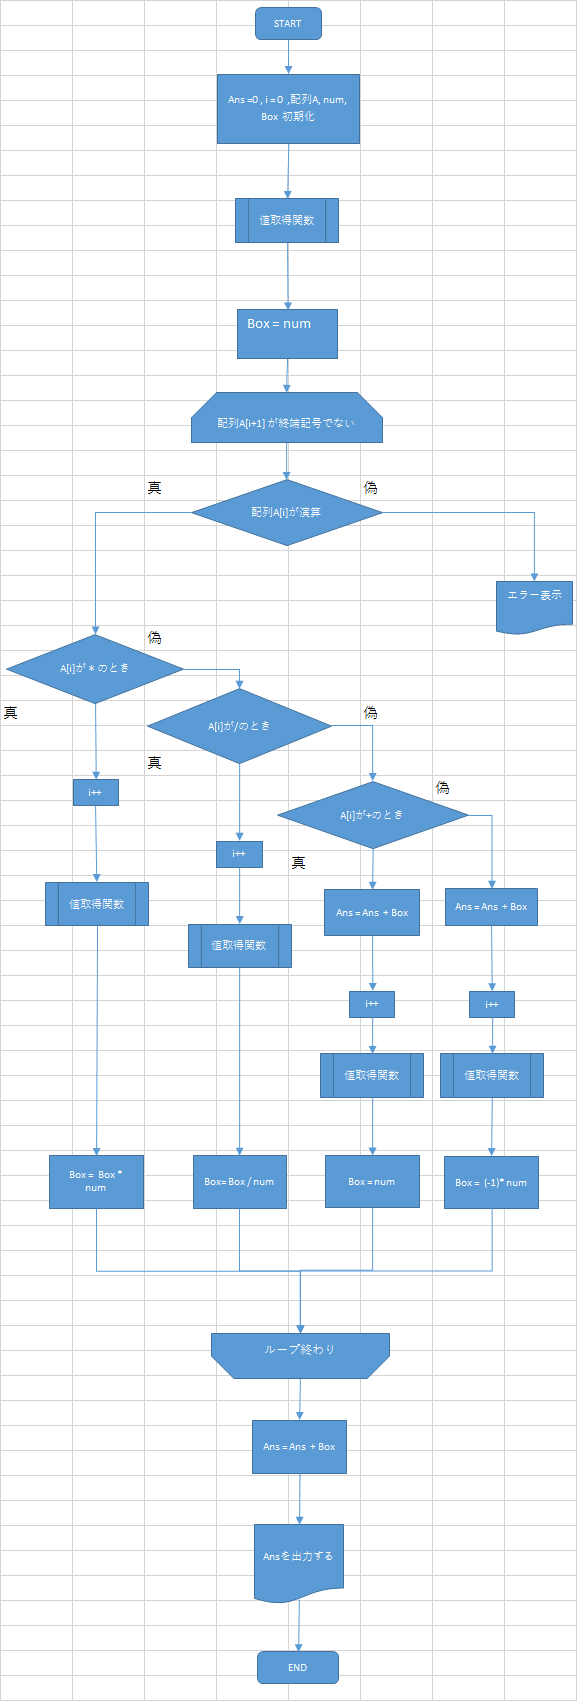 START
Ans =0 , i = 0 ,配列A, num,
Box 初期化
値取得関数
Box = num
配列A[i+1] が終端記号でない
真
偽
配列A[i]が演算
エラー表示
偽
A[i]が * のとき
真
A[i]が/のとき
偽
真
i++
A[i]が+のとき
偽
i++
真
値取得関数
Ans = Ans + Box
Ans = Ans + Box
値取得関数
i++
i++
値取得関数
値取得関数
Box = Box *
num
Box= Box / num
Box = num
Box = (-1)* num
ループ終わり
Ans = Ans + Box
Ansを出力する
END